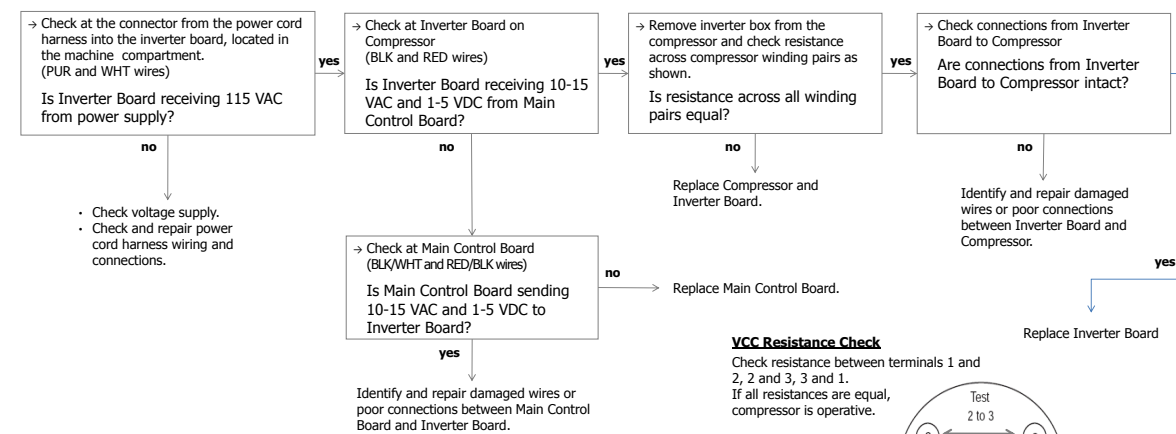 → Check at the connector from the power cord
harness into the inverter board, located in
the machine compartment.
(PUR and WHT wires)
Is Inverter Board receiving 115 VAC
from power supply?
yes
no
• Check voltage supply.
• Check and repair power
cord harness wiring and
connections.
→ Check at Inverter Board on
Compressor
(BLK and RED wires)
Is Inverter Board receiving 10-15
VAC and 1-5 VDC from Main
Control Board?
yes
no
→ Check at Main Control Board
(BLK/WHT and RED/BLK wires)
Is Main Control Board sending
10-15 VAC and 1-5 VDC to
Inverter Board?
no
Replace Main Control Board.
yes
Identify and repair damaged wires or
poor connections between Main Control
Board and Inverter Board.
→ Remove inverter box from the
compressor and check resistance
across compressor winding pairs as
shown.
Is resistance across all winding
pairs equal?
yes
no
Replace Compressor and
Inverter Board.
→ Check connections from Inverter
Board to Compressor
Are connections from Inverter
Board to Compressor intact?
no
Identify and repair damaged
wires or poor connections
between Inverter Board and
Compressor.
yes
Replace Inverter Board
VCC Resistance Check
Check resistance between terminals 1 and
2, 2 and 3, 3 and 1.
If all resistances are equal,
compressor is operative.
Test
2 to 3